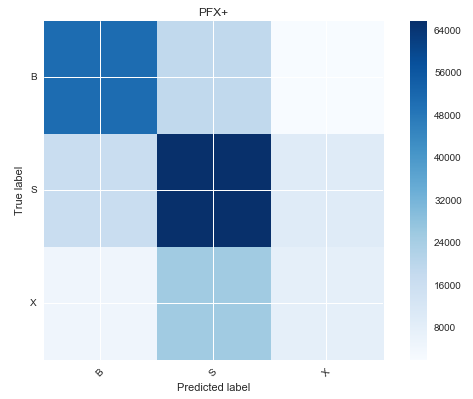 PFX+
True label
B
S
X
B
S
X
Predicted label
64000
56000
48000
40000
32000
24000
16000
8000